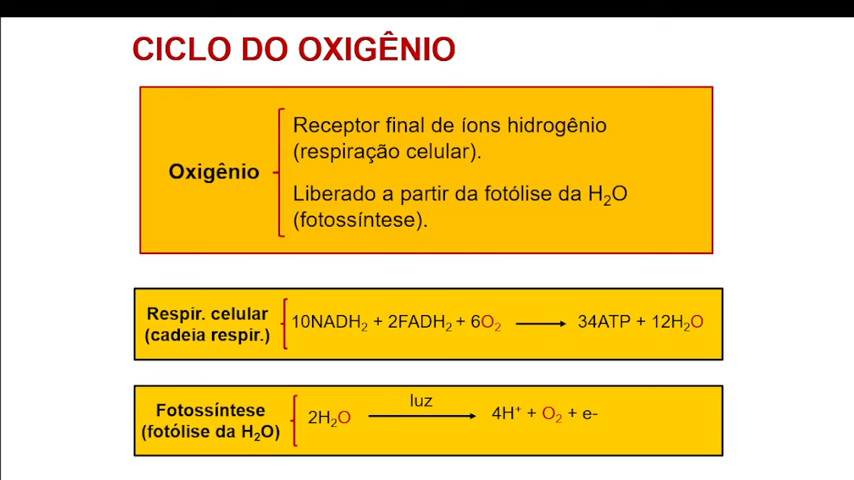 CICLO DO OXIGÊNIO
Oxigênio
Receptor final de íons hidrogênio
(respiração celular).
Liberado a partir da fotólise da H₂O
(fotossíntese).
Respir. celular
(cadeia respir.)
10NADH₂ + 2FADH₂ + 6O₂ ⟶ 34ATP + 12H₂O
Fotossíntese
(fotólise da H₂O)
luz
2H₂O ⟶ 4H⁺ + O₂ + e-